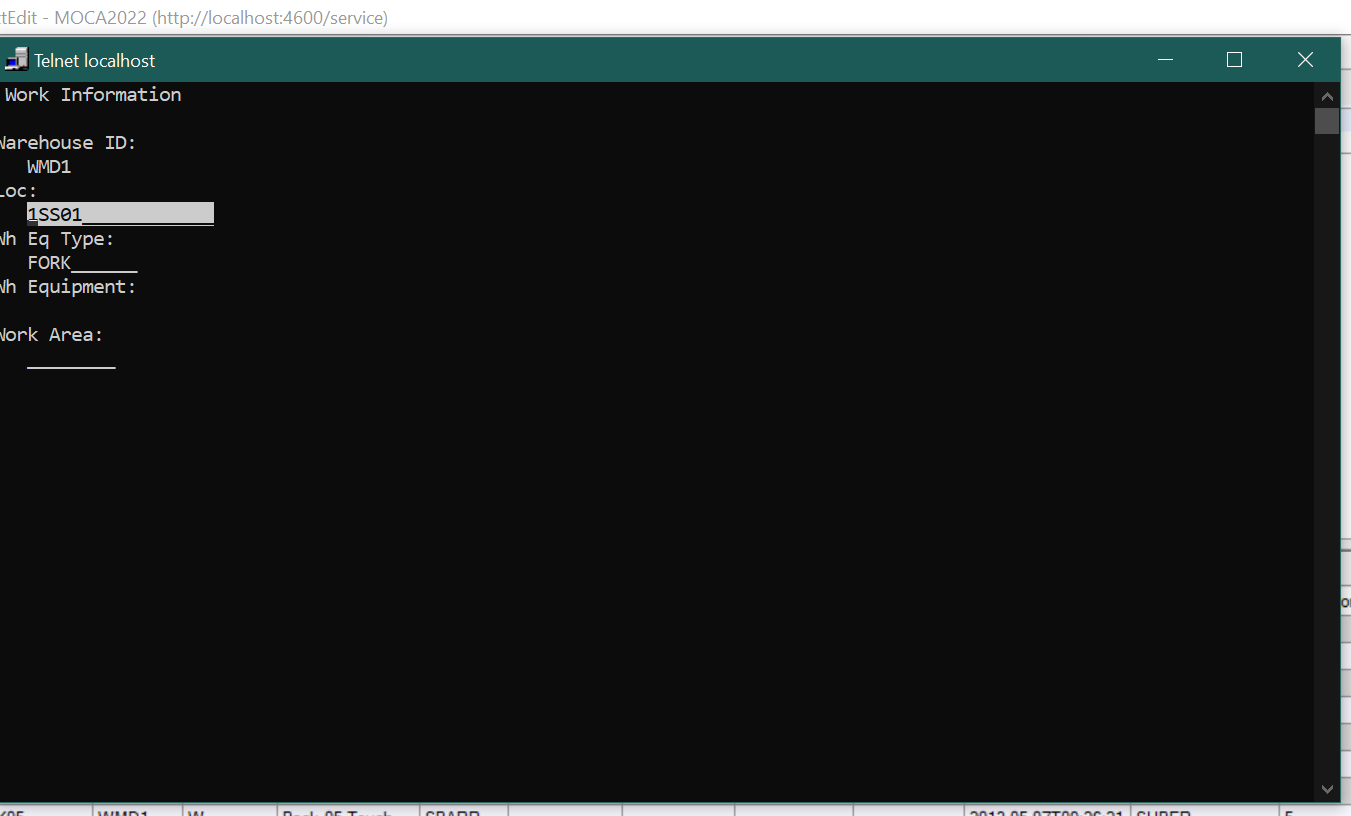 tEdit - MOCA2022 (http://localhost:4600/service)
Telnet localhost
Work Information
Warehouse ID:
WMD1
Loc:
1SS01
Wh Eq Type:
FORK
Wh Equipment:
Work Area: